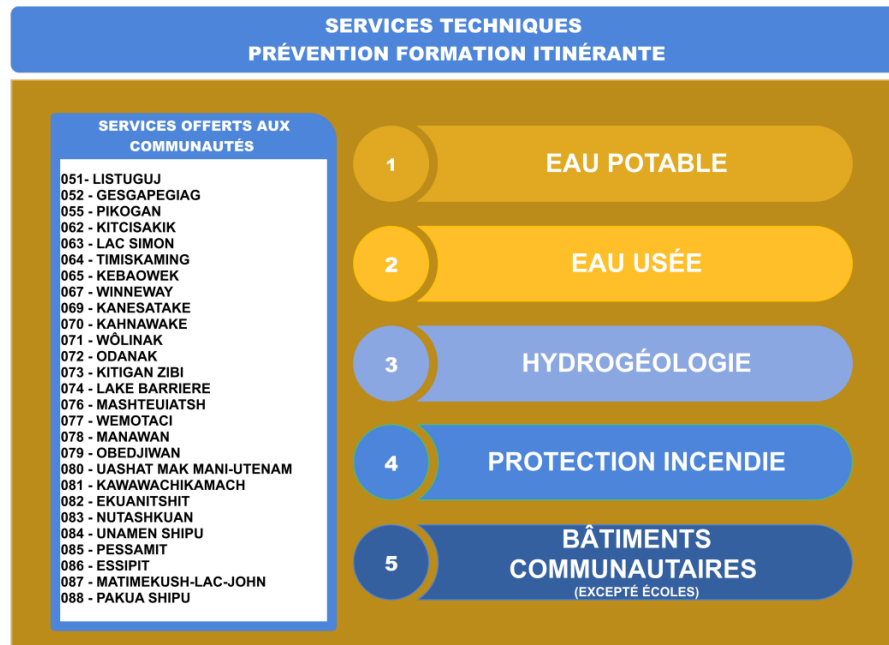 SERVICES TECHNIQUES
PRÉVENTION FORMATION ITINÉRANTE
SERVICES OFFERTS AUX
COMMUNAUTÉS
051- LISTUGUJ
052 - GESGAPEGIAG
055 - PIKOGAN
062 - KITCISAKIK
063 - LAC SIMON
064 - TIMISKAMING
065 - KEBAOWEK
067 - WINNEWAY
069 - KANESATAKE
070 - KAHNAWAKE
071 - WÔLINAK
072 - ODANAK
073 - KITIGAN ZIBI
074 - LAKE BARRIERE
076 - MASHTEUIATSH
077 - WEMOTACI
078 - MANAWAN
079 - OBEDJIWAN
080 - UASHAT MAK MANI-UTENAM
081 - KAWAWACHIKAMACH
082 - EKUANITSHIT
083 - NUTASHKUAN
084 - UNAMEN SHIPU
085 - PESSAMIT
086 - ESSIPIT
087 - MATIMEKUSH-LAC-JOHN
088 - PAKUA SHIPU
1 EAU POTABLE
2 EAU USÉE
3 HYDROGÉOLOGIE
4 PROTECTION INCENDIE
5 BÂTIMENTS
COMMUNAUTAIRES
(EXCEPTÉ ÉCOLES)